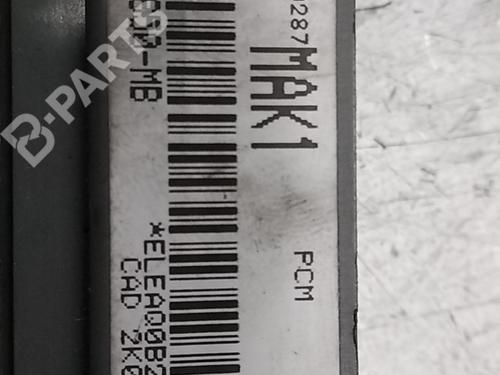 287
MAK1
PCM
-MB
*ELEA00B2
CAD 2K0
B-PARTS